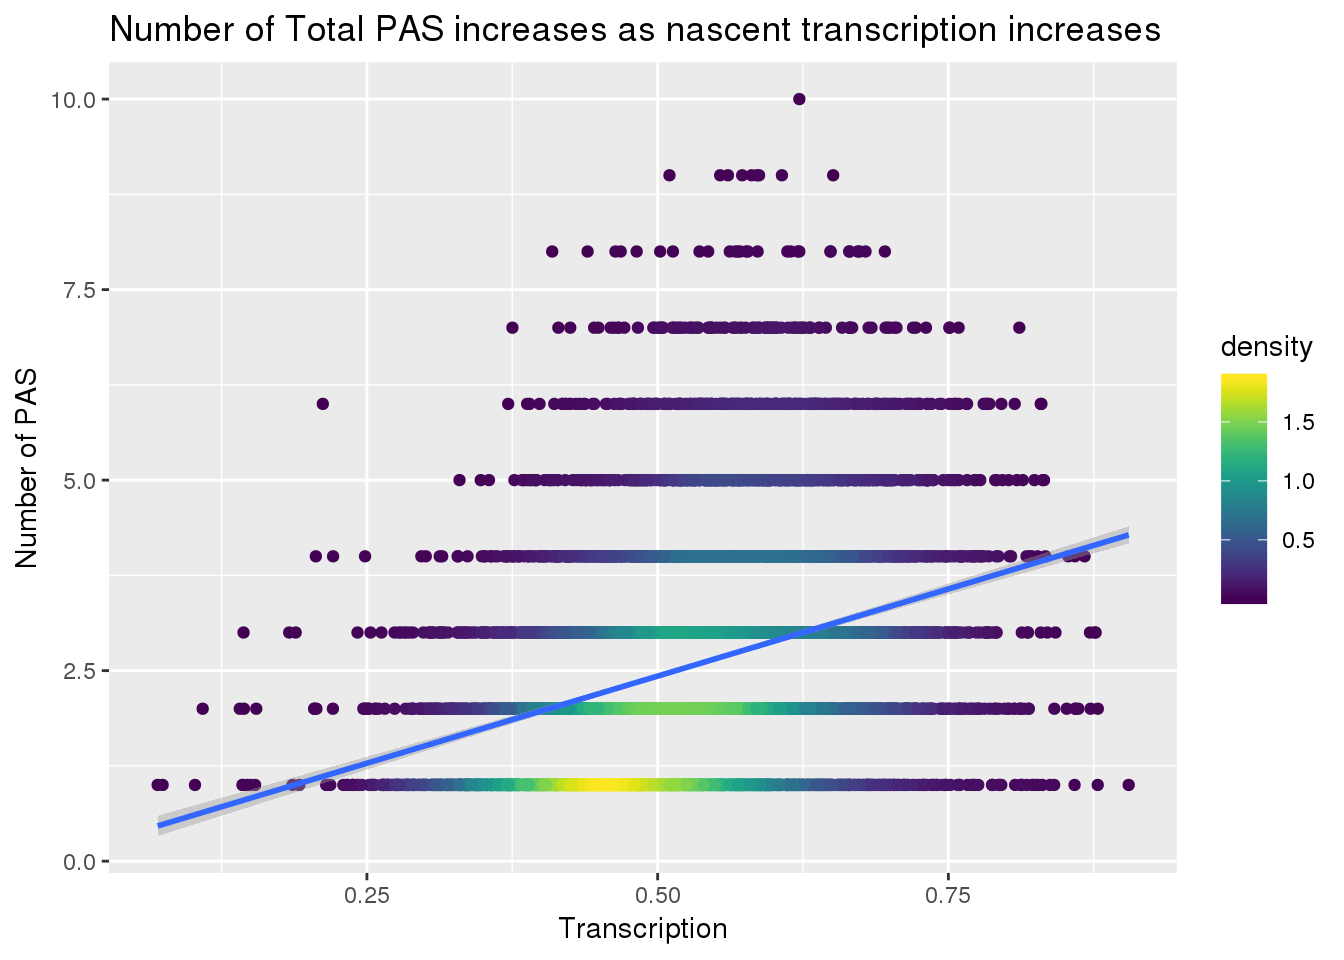 Number of Total PAS increases as nascent transcription increases
10.0
7.5
5.0
2.5
0.0
Number of PAS
0.25
0.50
0.75
Transcription
density
1.5
1.0
0.5